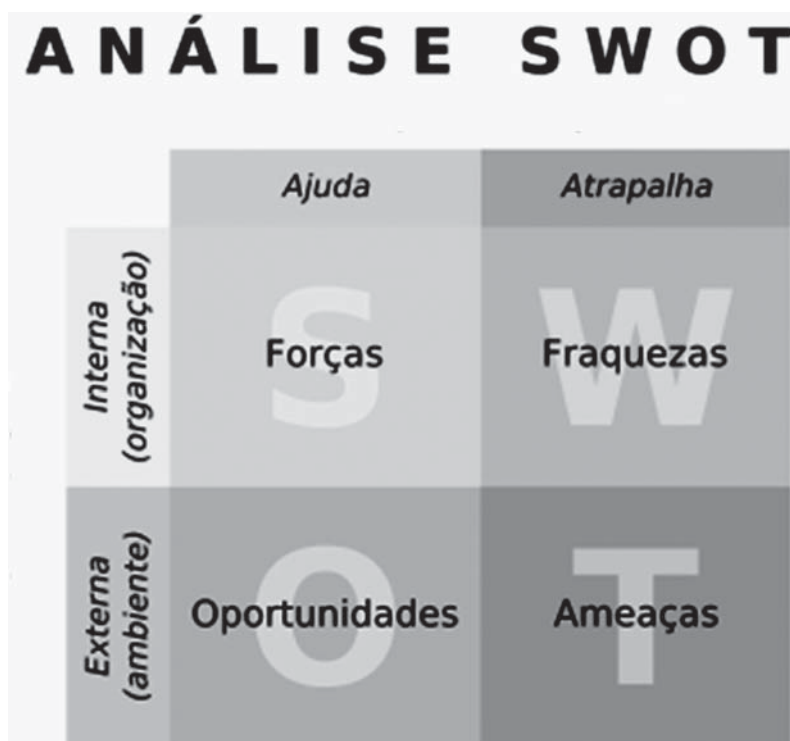 ANÁLISE SWOT
Ajuda
Atrapalha
Interna
(organização)
S
Forças
W
Fraquezas
Externa
(ambiente)
O
Oportunidades
T
Ameaças